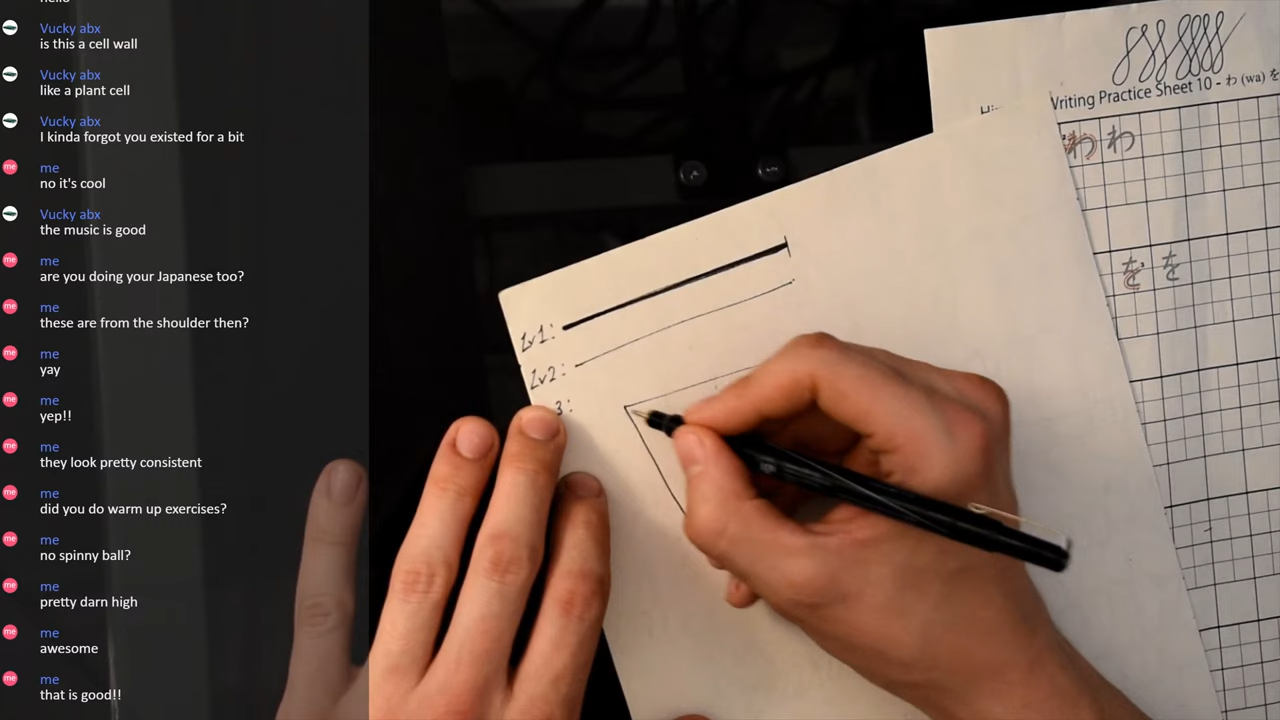 hello
Vucky abx
is this a cell wall
Vucky abx
like a plant cell
Vucky abx
I kinda forgot you existed for a bit
me
no it's cool
Vucky abx
the music is good
me
are you doing your Japanese too?
me
these are from the shoulder then?
me
yay
me
yep!!
me
they look pretty consistent
me
did you do warm up exercises?
me
no spinny ball?
me
pretty darn high
me
awesome
me
that is good!!
Lv1:
Lv2:
3:
Writing Practice Sheet 10 - わ (wa) を
わ わ
を を